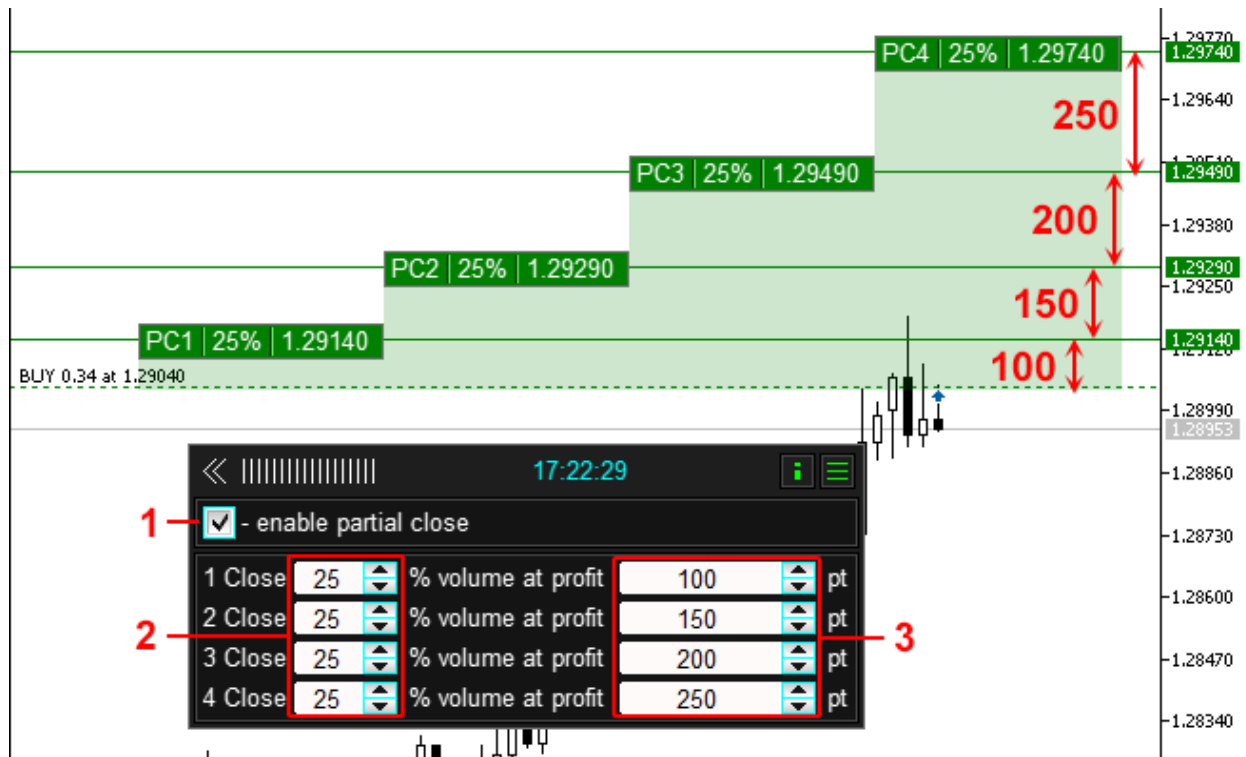 1.29770
PC4 25% 1.29740
1.29740
250
1.29640
PC3 25% 1.29490
1.29490
200
1.29380
PC2 25% 1.29290
1.29290
1.29250
150
PC1 25% 1.29140
1.29140
100
BUY 0.34 at 1.29040
1.28990
1.28953
17:22:29
i
1.28860
1
- enable partial close
1.28730
1 Close 25 % volume at profit 100 pt
1.28600
2 Close 25 % volume at profit 150 pt
2
3
3 Close 25 % volume at profit 200 pt
1.28470
4 Close 25 % volume at profit 250 pt
1.28340